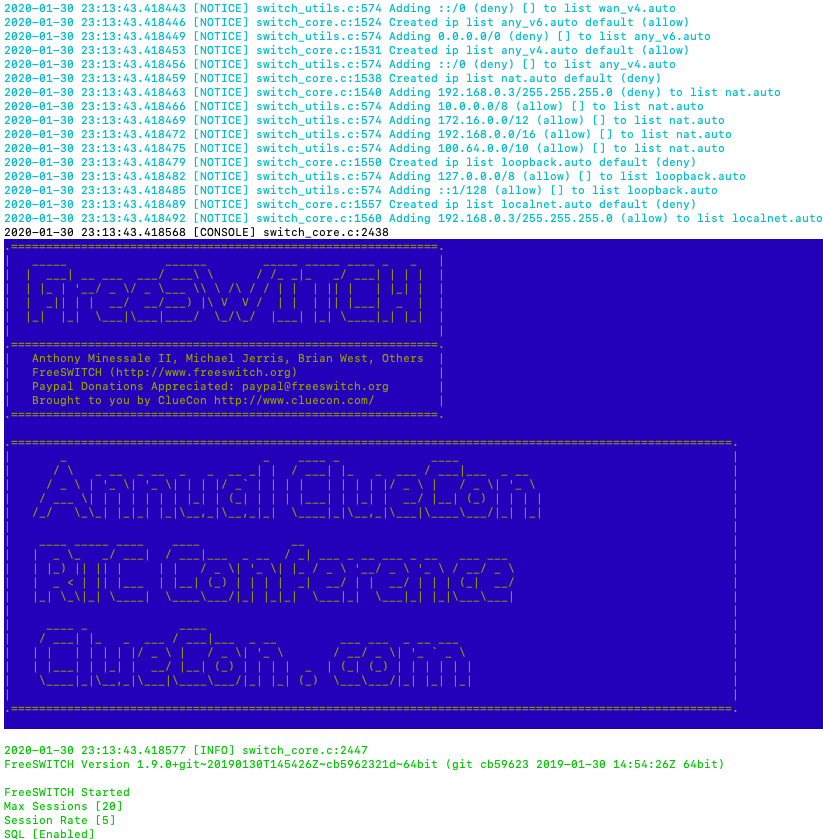 2020-01-30 23:13:43.418443 [NOTICE] switch_utils.c:574 Adding ::/0 (deny) [] to list wan_v4.auto
2020-01-30 23:13:43.418446 [NOTICE] switch_core.c:1524 Created ip list any_v6.auto default (allow)
2020-01-30 23:13:43.418449 [NOTICE] switch_utils.c:574 Adding 0.0.0.0/0 (deny) [] to list any_v6.auto
2020-01-30 23:13:43.418453 [NOTICE] switch_core.c:1531 Created ip list any_v4.auto default (allow)
2020-01-30 23:13:43.418456 [NOTICE] switch_utils.c:574 Adding ::/0 (deny) [] to list any_v4.auto
2020-01-30 23:13:43.418459 [NOTICE] switch_core.c:1538 Created ip list nat.auto default (deny)
2020-01-30 23:13:43.418463 [NOTICE] switch_core.c:1540 Adding 192.168.0.3/255.255.255.0 (deny) to list nat.auto
2020-01-30 23:13:43.418466 [NOTICE] switch_utils.c:574 Adding 10.0.0.0/8 (allow) [] to list nat.auto
2020-01-30 23:13:43.418469 [NOTICE] switch_utils.c:574 Adding 172.16.0.0/12 (allow) [] to list nat.auto
2020-01-30 23:13:43.418472 [NOTICE] switch_utils.c:574 Adding 192.168.0.0/16 (allow) [] to list nat.auto
2020-01-30 23:13:43.418475 [NOTICE] switch_utils.c:574 Adding 100.64.0.0/10 (allow) [] to list nat.auto
2020-01-30 23:13:43.418479 [NOTICE] switch_core.c:1550 Created ip list loopback.auto default (deny)
2020-01-30 23:13:43.418482 [NOTICE] switch_utils.c:574 Adding 127.0.0.0/8 (allow) [] to list loopback.auto
2020-01-30 23:13:43.418485 [NOTICE] switch_utils.c:574 Adding ::1/128 (allow) [] to list loopback.auto
2020-01-30 23:13:43.418489 [NOTICE] switch_core.c:1557 Created ip list localnet.auto default (deny)
2020-01-30 23:13:43.418492 [NOTICE] switch_core.c:1560 Adding 192.168.0.3/255.255.255.0 (allow) to list localnet.auto
2020-01-30 23:13:43.418568 [CONSOLE] switch_core.c:2438
FreeSWITCH
Anthony Minessale II, Michael Jerris, Brian West, Others
FreeSWITCH (http://www.freeswitch.org)
Paypal Donations Appreciated: paypal@freeswitch.org
Brought to you by ClueCon http://www.cluecon.com/
Annual ClueCon
RTC Conference
ClueCon.com
2020-01-30 23:13:43.418577 [INFO] switch_core.c:2447
FreeSWITCH Version 1.9.0+git~20190130T145426Z~cb5962321d~64bit (git cb59623 2019-01-30 14:54:26Z 64bit)
FreeSWITCH Started
Max Sessions [20]
Session Rate [5]
SQL [Enabled]